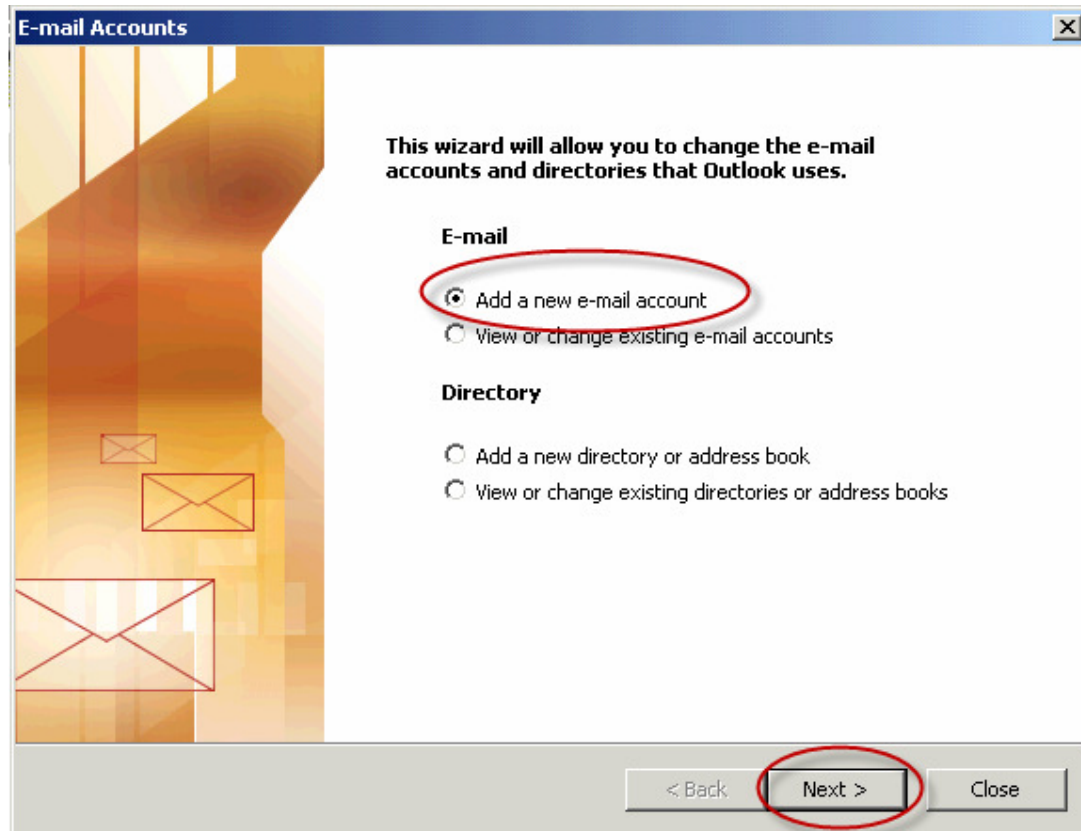 E-mail Accounts
This wizard will allow you to change the e-mail
accounts and directories that Outlook uses.
E-mail
Add a new e-mail account
View or change existing e-mail accounts
Directory
Add a new directory or address book
View or change existing directories or address books
< Back
Next >
Close